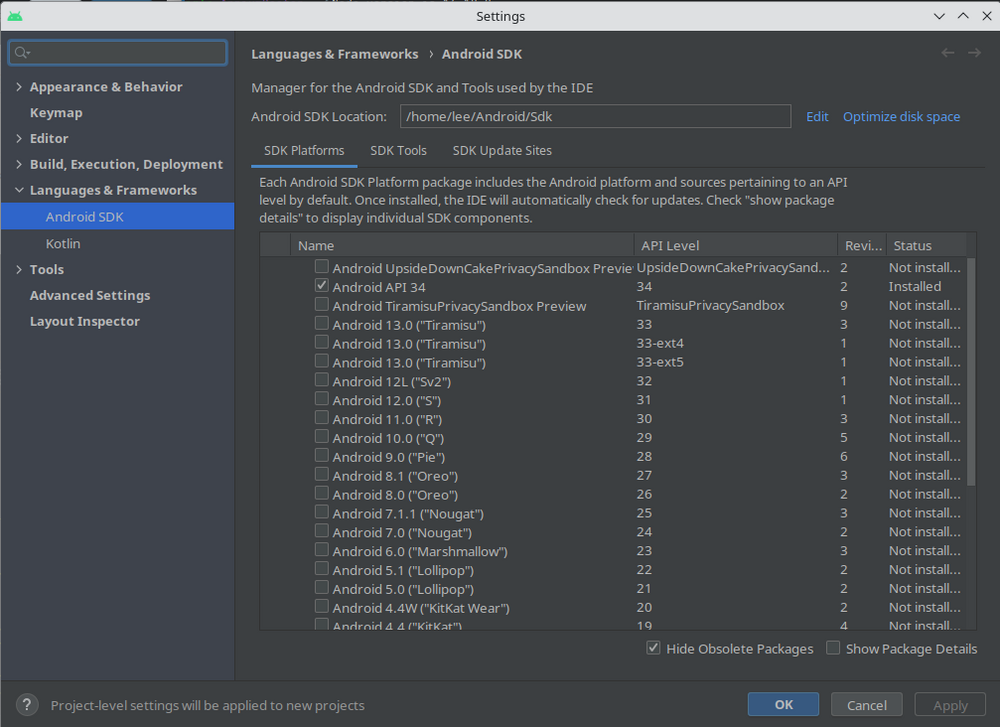 Settings
Languages & Frameworks › Android SDK
Appearance & Behavior
Keymap
Editor
Build, Execution, Deployment
Languages & Frameworks
Android SDK
Kotlin
Tools
Advanced Settings
Layout Inspector
Manager for the Android SDK and Tools used by the IDE
Android SDK Location: /home/lee/Android/Sdk Edit Optimize disk space
SDK Platforms SDK Tools SDK Update Sites
Each Android SDK Platform package includes the Android platform and sources pertaining to an API
level by default. Once installed, the IDE will automatically check for updates. Check "show package
details" to display individual SDK components.
Name API Level Revi... Status
Android UpsideDownCakePrivacySandbox Previe UpsideDownCakePrivacySand... 2 Not install...
Android API 34 34 2 Installed
Android TiramisuPrivacySandbox Preview TiramisuPrivacySandbox 9 Not install...
Android 13.0 ("Tiramisu") 33 3 Not install...
Android 13.0 ("Tiramisu") 33-ext4 1 Not install...
Android 13.0 ("Tiramisu") 33-ext5 1 Not install...
Android 12L ("Sv2") 32 1 Not install...
Android 12.0 ("S") 31 1 Not install...
Android 11.0 ("R") 30 3 Not install...
Android 10.0 ("Q") 29 5 Not install...
Android 9.0 ("Pie") 28 6 Not install...
Android 8.1 ("Oreo") 27 3 Not install...
Android 8.0 ("Oreo") 26 2 Not install...
Android 7.1.1 ("Nougat") 25 3 Not install...
Android 7.0 ("Nougat") 24 2 Not install...
Android 6.0 ("Marshmallow") 23 3 Not install...
Android 5.1 ("Lollipop") 22 2 Not install...
Android 5.0 ("Lollipop") 21 2 Not install...
Android 4.4W ("KitKat Wear") 20 2 Not install...
Android 4.4 ("KitKat") 19 4 Not install...
Hide Obsolete Packages Show Package Details
? Project-level settings will be applied to new projects
OK Cancel Apply